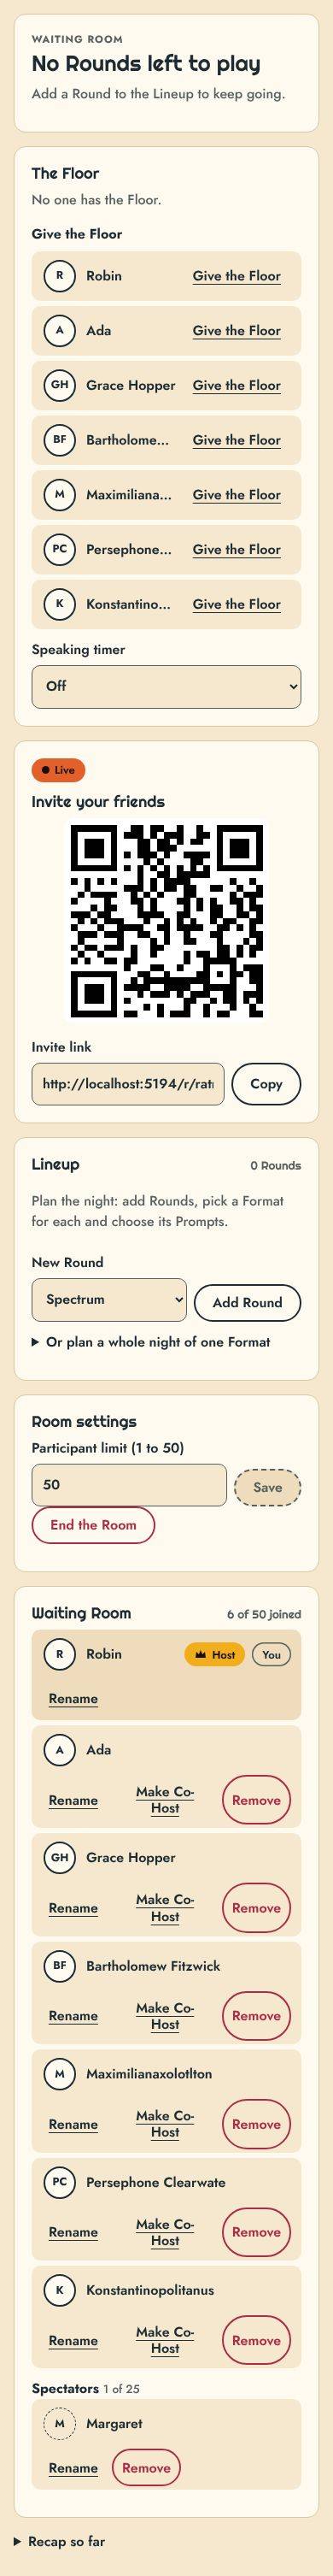 WAITING ROOM
No Rounds left to play
Add a Round to the Lineup to keep going.
The Floor
No one has the Floor.
Give the Floor
R Robin Give the Floor
A Ada Give the Floor
GH Grace Hopper Give the Floor
BF Bartholome... Give the Floor
M Maximiliana... Give the Floor
PC Persephone... Give the Floor
K Konstantino... Give the Floor
Speaking timer
Off
Live
Invite your friends
Invite link
http://localhost:5194/r/rat Copy
Lineup 0 Rounds
Plan the night: add Rounds, pick a Format
for each and choose its Prompts.
New Round
Spectrum Add Round
Or plan a whole night of one Format
Room settings
Participant limit (1 to 50)
50 Save
End the Room
Waiting Room 6 of 50 joined
R Robin Host You
Rename
A Ada
Rename Make Co-
Host Remove
GH Grace Hopper
Rename Make Co-
Host Remove
BF Bartholomew Fitzwick
Rename Make Co-
Host Remove
M Maximilianaxolotlton
Rename Make Co-
Host Remove
PC Persephone Clearwate
Rename Make Co-
Host Remove
K Konstantinopolitanus
Rename Make Co-
Host Remove
Spectators 1 of 25
M Margaret
Rename Remove
Recap so far